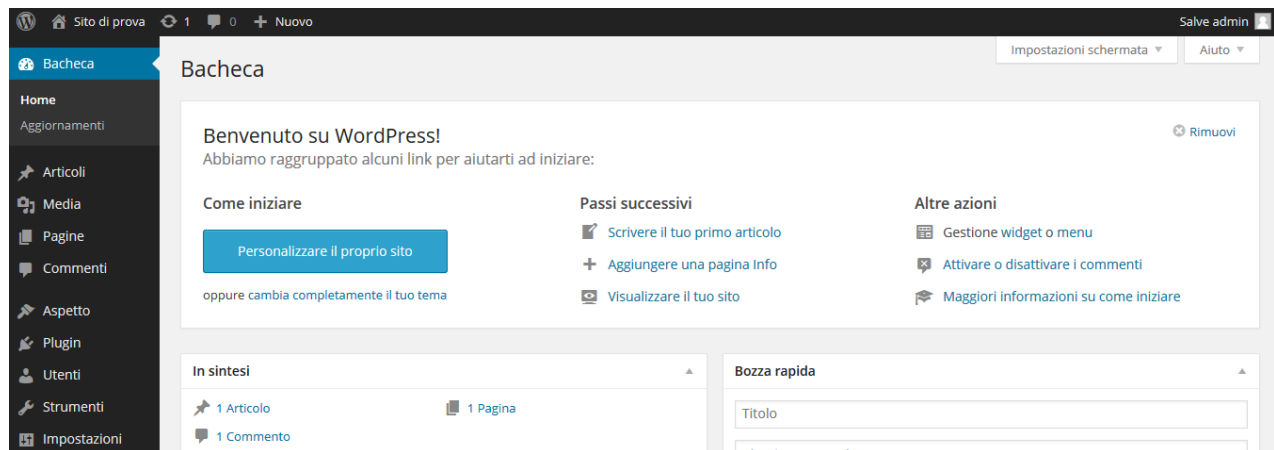 Sito di prova 1 0 + Nuovo Salve admin
Impostazioni schermata Aiuto
Bacheca
Home
Aggiornamenti
Articoli
Media
Pagine
Commenti
Aspetto
Plugin
Utenti
Strumenti
Impostazioni
Bacheca
Benvenuto su WordPress!
Rimuovi
Abbiamo raggruppato alcuni link per aiutarti ad iniziare:
Come iniziare
Personalizzare il proprio sito
oppure cambia completamente il tuo tema
Passi successivi
Scrivere il tuo primo articolo
Aggiungere una pagina Info
Visualizzare il tuo sito
Altre azioni
Gestione widget o menu
Attivare o disattivare i commenti
Maggiori informazioni su come iniziare
In sintesi
1 Articolo
1 Pagina
1 Commento
Bozza rapida
Titolo